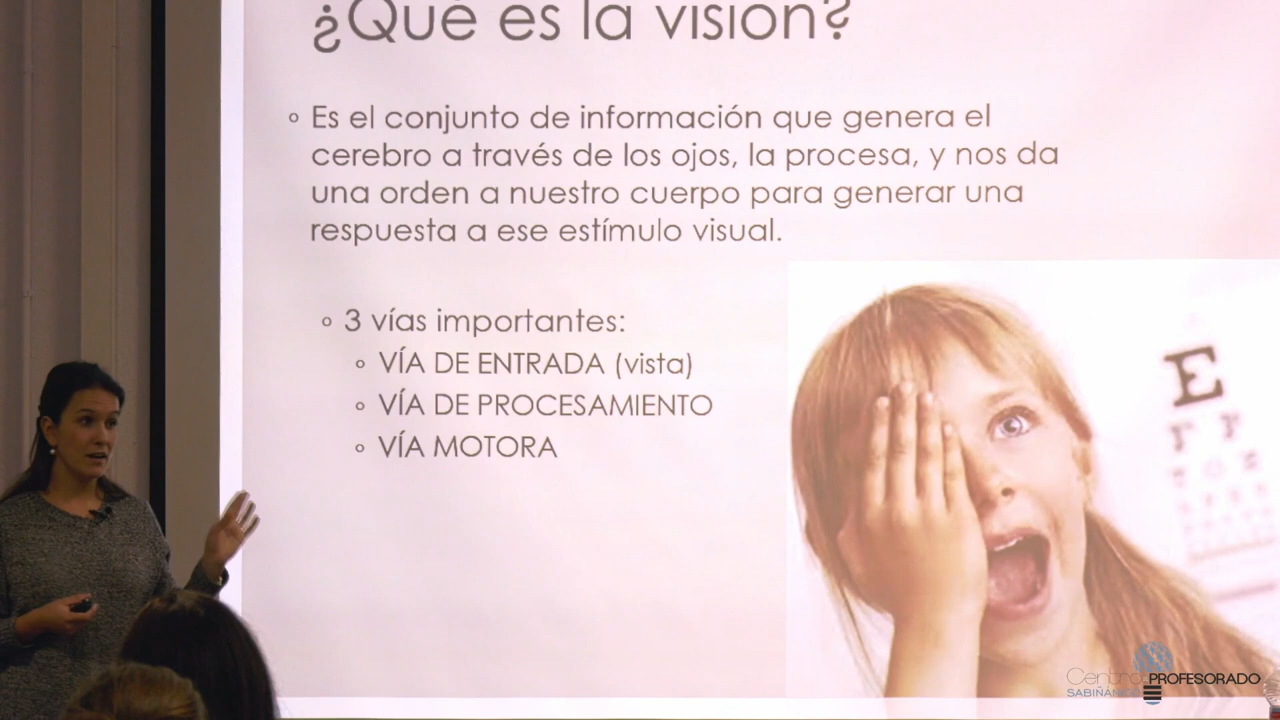 ¿Qué es la visión?
Es el conjunto de información que genera el
cerebro a través de los ojos, la procesa, y nos da
una orden a nuestro cuerpo para generar una
respuesta a ese estímulo visual.
3 vías importantes:
VÍA DE ENTRADA (vista)
VÍA DE PROCESAMIENTO
VÍA MOTORA
E
F P
Centro PROFESORADO
SABIÑÁNIGO